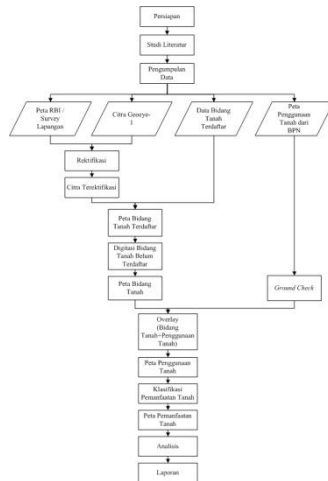 Persiapan
Studi Literatur
Pengumpulan
Data
Peta RBI /
Survey
Lapangan
Citra Geoeye-
1
Data Bidang
Tanah
Terdaftar
Peta
Penggunaan
Tanah dari
BPN
Rektifikasi
Citra Terektifikasi
Peta Bidang
Tanah Terdaftar
Digitasi Bidang
Tanah Belum
Terdaftar
Peta Bidang
Tanah
Ground Check
Overlay
(Bidang
Tanah+Penggunaan
Tanah)
Peta Penggunaan
Tanah
Klasifikasi
Pemanfaatan Tanah
Peta Pemanfaatan
Tanah
Analisis
Laporan